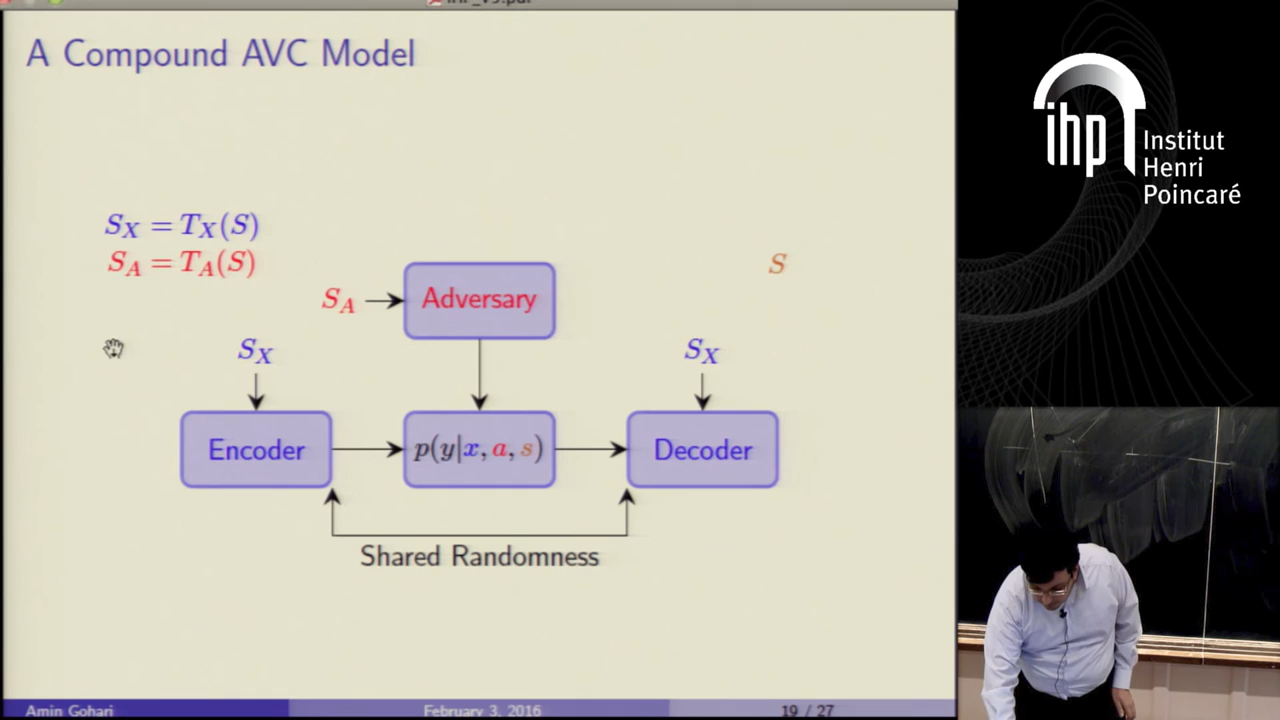 A Compound AVC Model
S_X = T_X(S)
S_A = T_A(S)
S
S_A
Adversary
S_X
S_X
Encoder
p(y|x, a, s)
Decoder
Shared Randomness
Amin Gohari
February 3, 2016
19 / 27
ihp
Institut
Henri
Poincaré